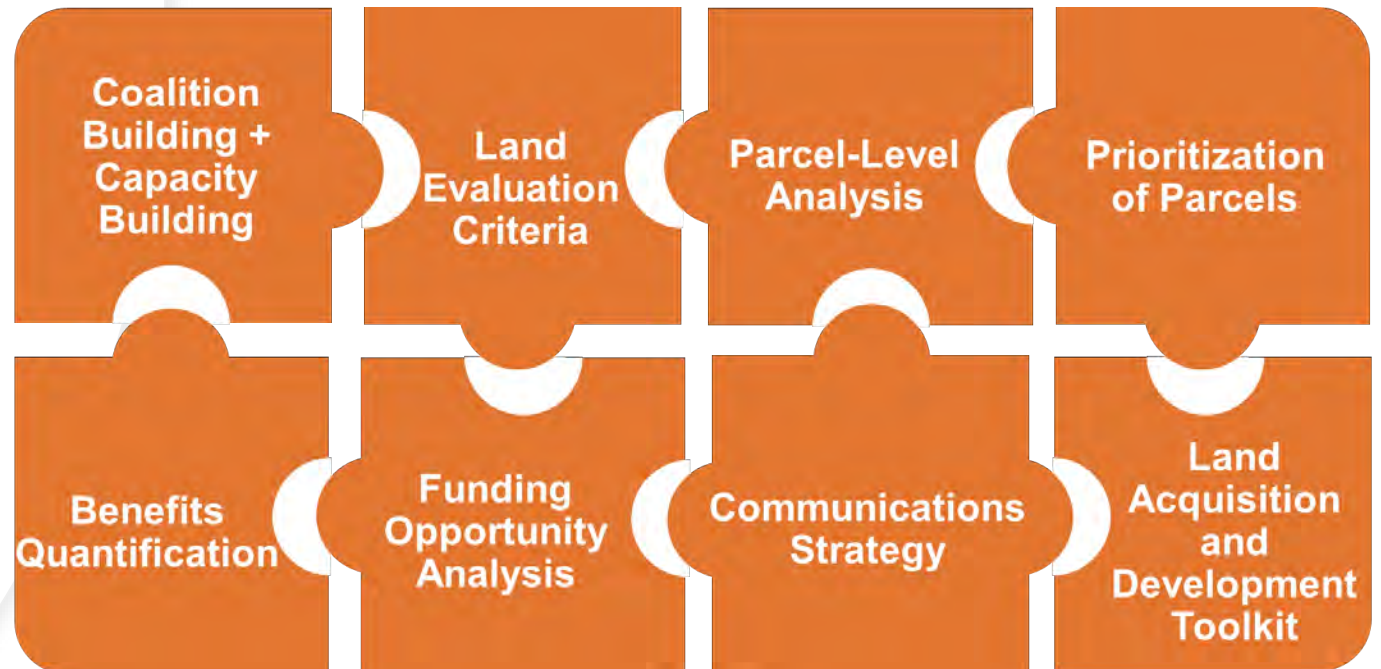 Coalition
Building +
Capacity
Building
Land
Evaluation
Criteria
Parcel-Level
Analysis
Prioritization
of Parcels
Benefits
Quantification
Funding
Opportunity
Analysis
Communications
Strategy
Land
Acquisition
and
Development
Toolkit